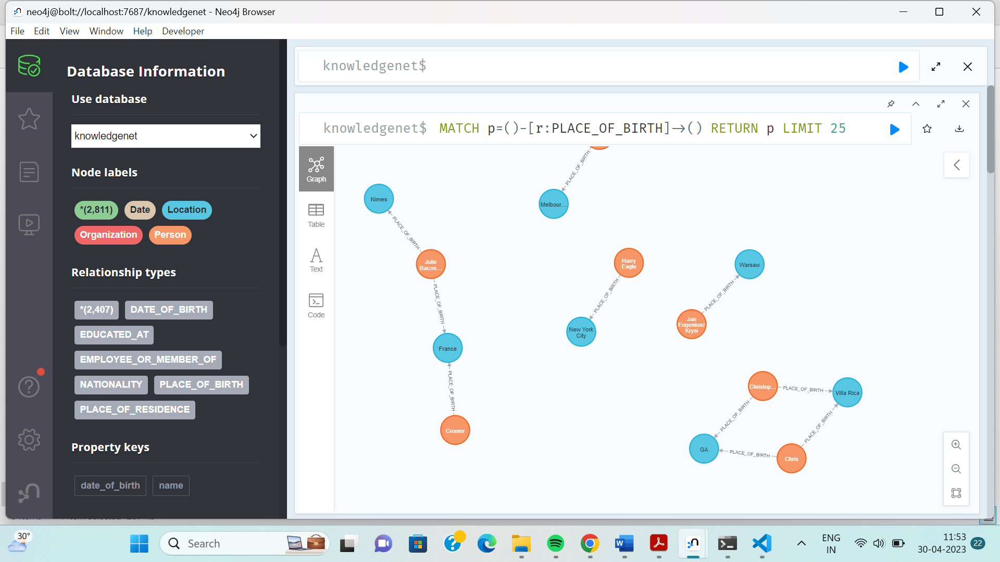 neo4j@bolt://localhost:7687/knowledgenet - Neo4j Browser
File Edit View Window Help Developer
Database Information
Use database
knowledgenet
Node labels
*(2,811) Date Location
Organization Person
Relationship types
*(2,407) DATE_OF_BIRTH
EDUCATED_AT
EMPLOYEE_OR_MEMBER_OF
NATIONALITY PLACE_OF_BIRTH
PLACE_OF_RESIDENCE
Property keys
date_of_birth name
knowledgenet$
knowledgenet$ MATCH p=()-[r:PLACE_OF_BIRTH]->() RETURN p LIMIT 25
Graph
Table
Text
Code
PLACE_OF_BIRTH
Nimes
Melbour...
PLACE_OF_BIRTH
Julie
Barzm...
Harry
Eagle
Warsaw
PLACE_OF_BIRTH
PLACE_OF_BIRTH
PLACE_OF_BIRTH
Jan
Eugeniusz
Krysi
New York
City
France
PLACE_OF_BIRTH
Cronier
Christop...
PLACE_OF_BIRTH
Villa Rica
PLACE_OF_BIRTH
PLACE_OF_BIRTH
GA
PLACE_OF_BIRTH
Chris
30°
Search
ENG
IN
11:53
30-04-2023
22